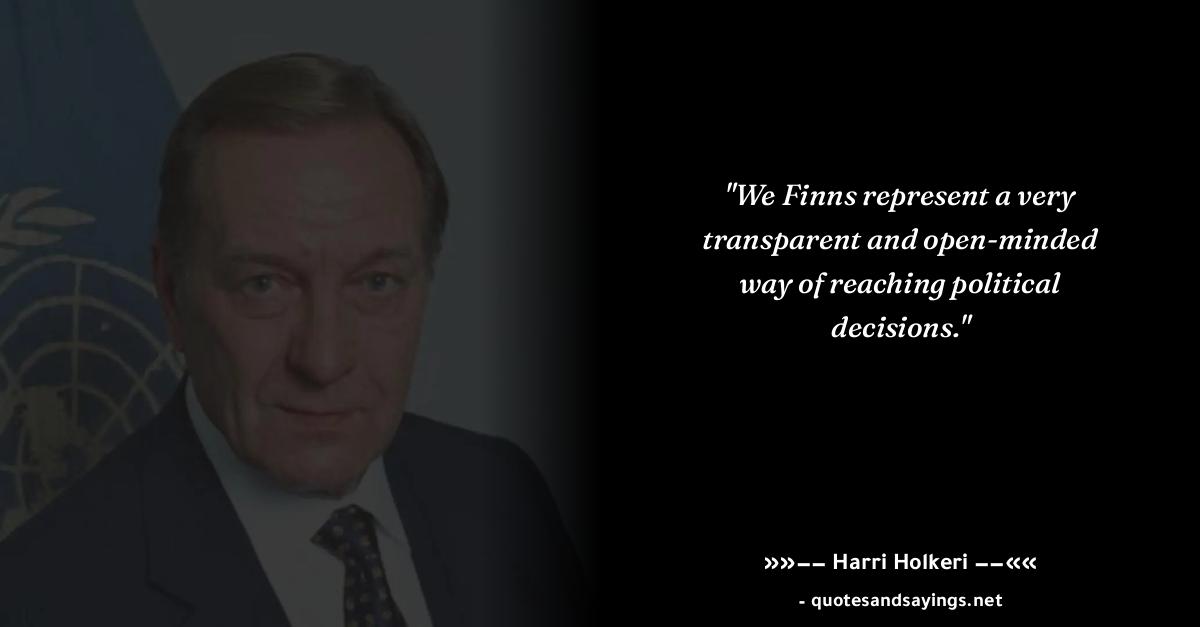 "We Finns represent a very
transparent and open-minded
way of reaching political
decisions."
»»−− Harri Holkeri −−««
- quotesandsayings.net